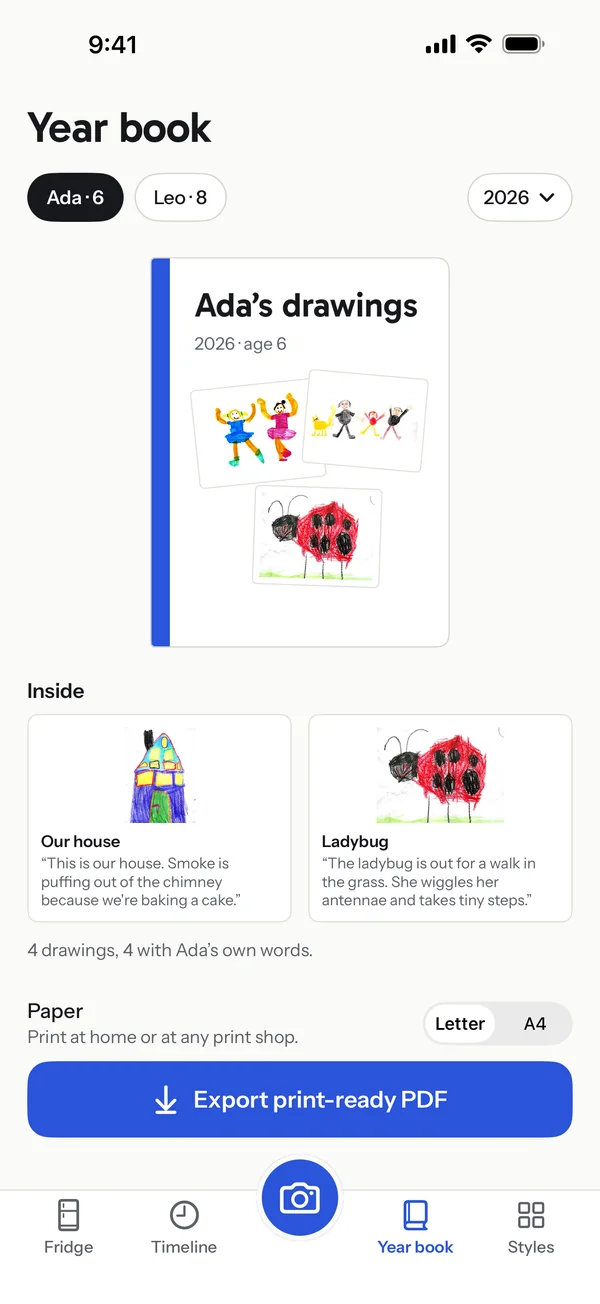 9:41
Year book
Ada · 6
Leo · 8
2026
Ada’s drawings
2026 · age 6
Inside
Our house
“This is our house. Smoke is
puffing out of the chimney
because we’re baking a cake.”
Ladybug
“The ladybug is out for a walk in
the grass. She wiggles her
antennae and takes tiny steps.”
4 drawings, 4 with Ada’s own words.
Paper
Print at home or at any print shop.
Letter
A4
Export print-ready PDF
Fridge
Timeline
Year book
Styles